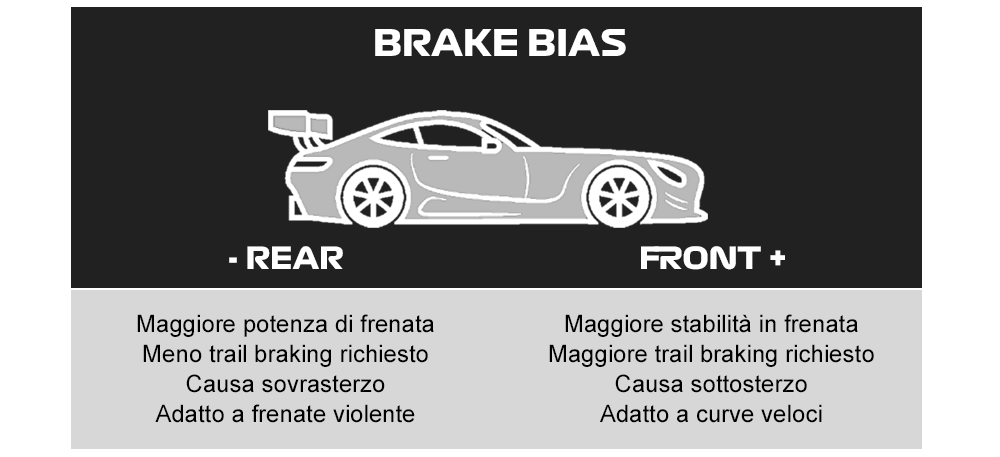 BRAKE BIAS
- REAR
FRONT +
Maggiore potenza di frenata
Meno trail braking richiesto
Causa sovrasterzo
Adatto a frenate violente
Maggiore stabilità in frenata
Maggiore trail braking richiesto
Causa sottosterzo
Adatto a curve veloci